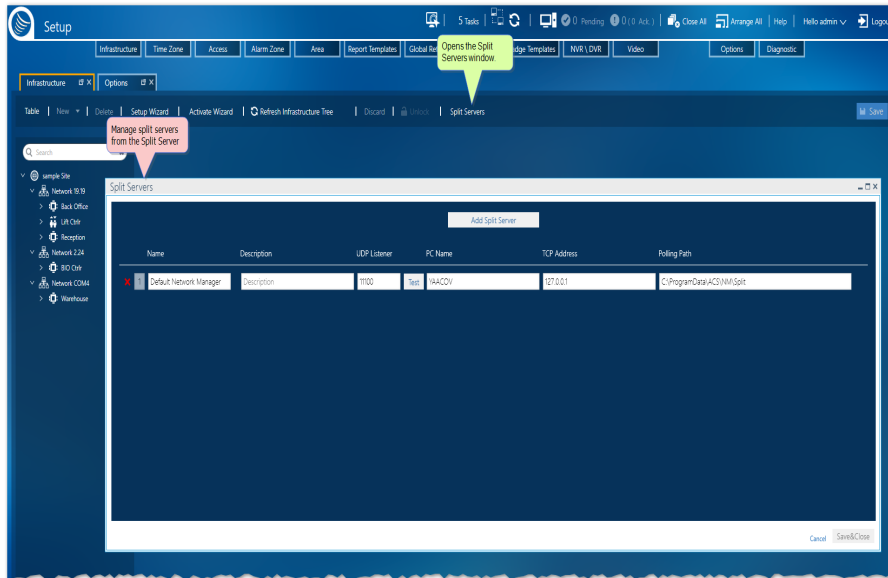 Setup
5 Tasks
0 Pending
0 ( 0 Ack. )
Close All
Arrange All
Help
Hello admin
Logou
Infrastructure
Time Zone
Access
Alarm Zone
Area
Report Templates
Global Ref
dge Templates
NVR \ DVR
Video
Options
Diagnostic
Opens the Split
Servers window.
Infrastructure
Options
Table
New
Delete
Setup Wizard
Activate Wizard
Refresh Infrastructure Tree
Discard
Unlock
Split Servers
Save
Manage split servers
from the Split Server
Search
sample Site
Network 19.19
Back Office
Lift Ctrlr
Reception
Network 2.24
BIO Ctrlr
Network COM4
Warehouse
Split Servers
Add Split Server
Name
Description
UDP Listener
PC Name
TCP Address
Polling Path
1
Default Network Manager
Description
11100
Test
YAACOV
127.0.0.1
C:\ProgramData\ACS\NM\Split
Cancel
Save&Close